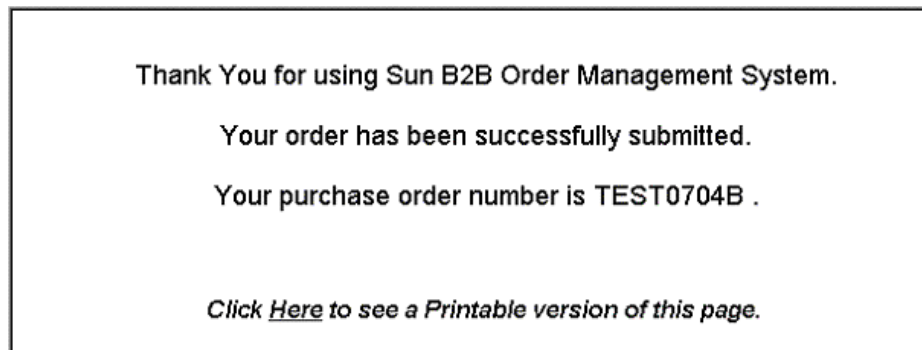 Thank You for using Sun B2B Order Management System.
Your order has been successfully submitted.
Your purchase order number is TEST0704B .
Click Here to see a Printable version of this page.